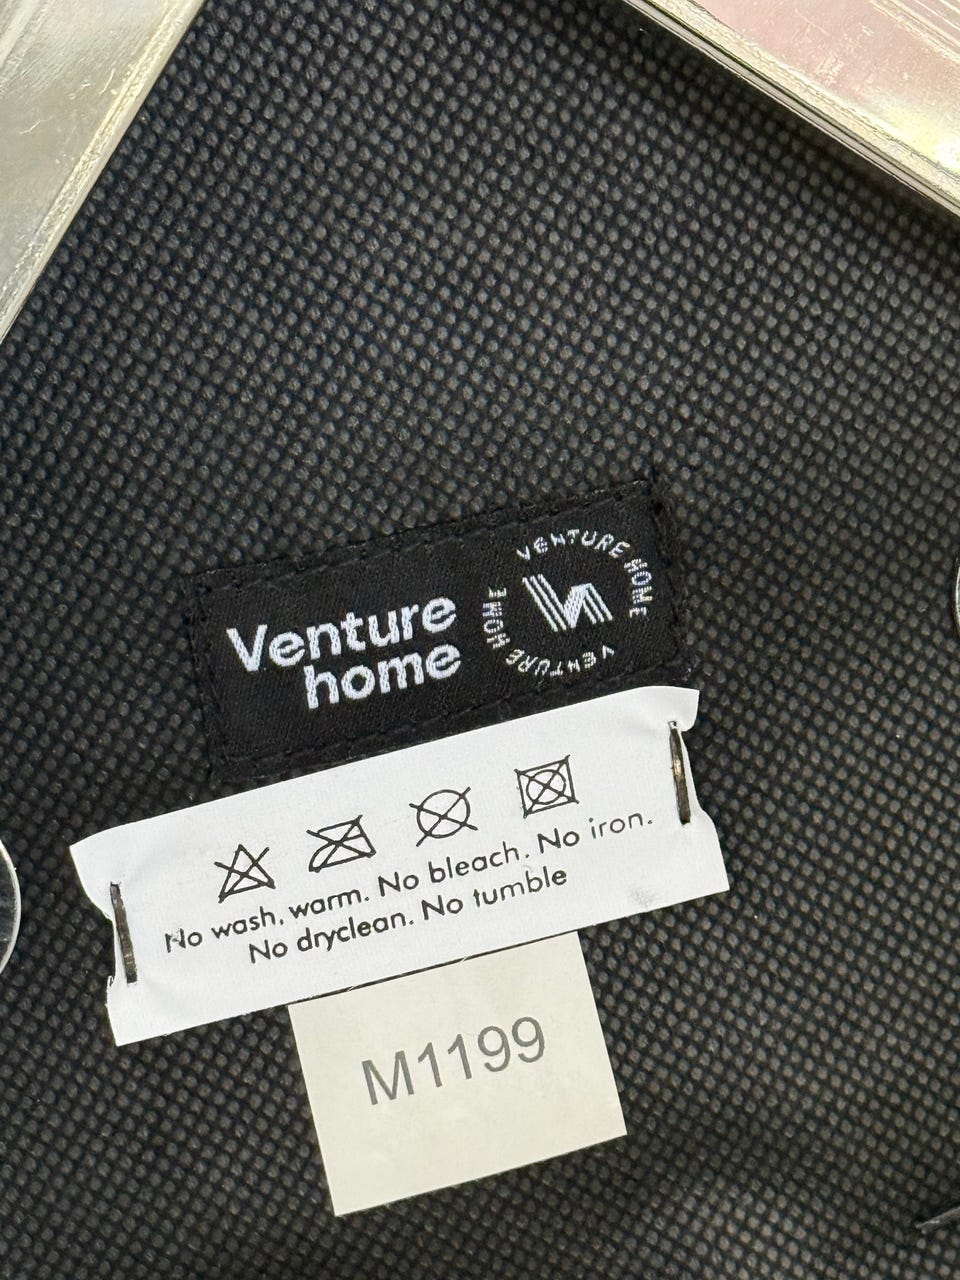 Venture
home
VENTURE HOME
VENTURE HOME
No wash, warm. No bleach. No iron.
No dryclean. No tumble
M1199